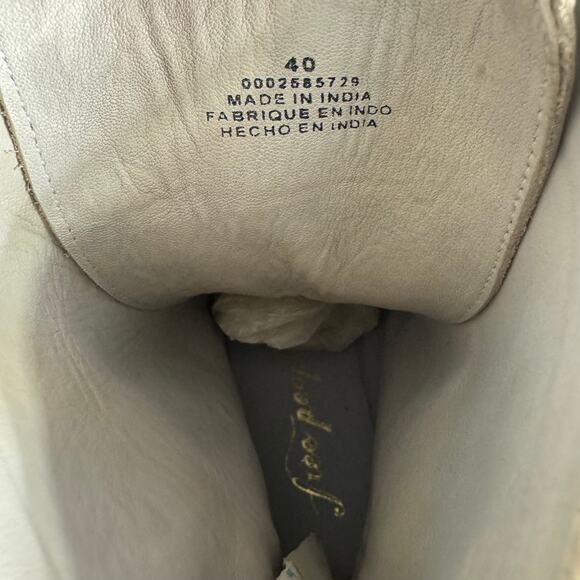 40
0002585729
MADE IN INDIA
FABRIQUE EN INDO
HECHO EN INDIA
free people